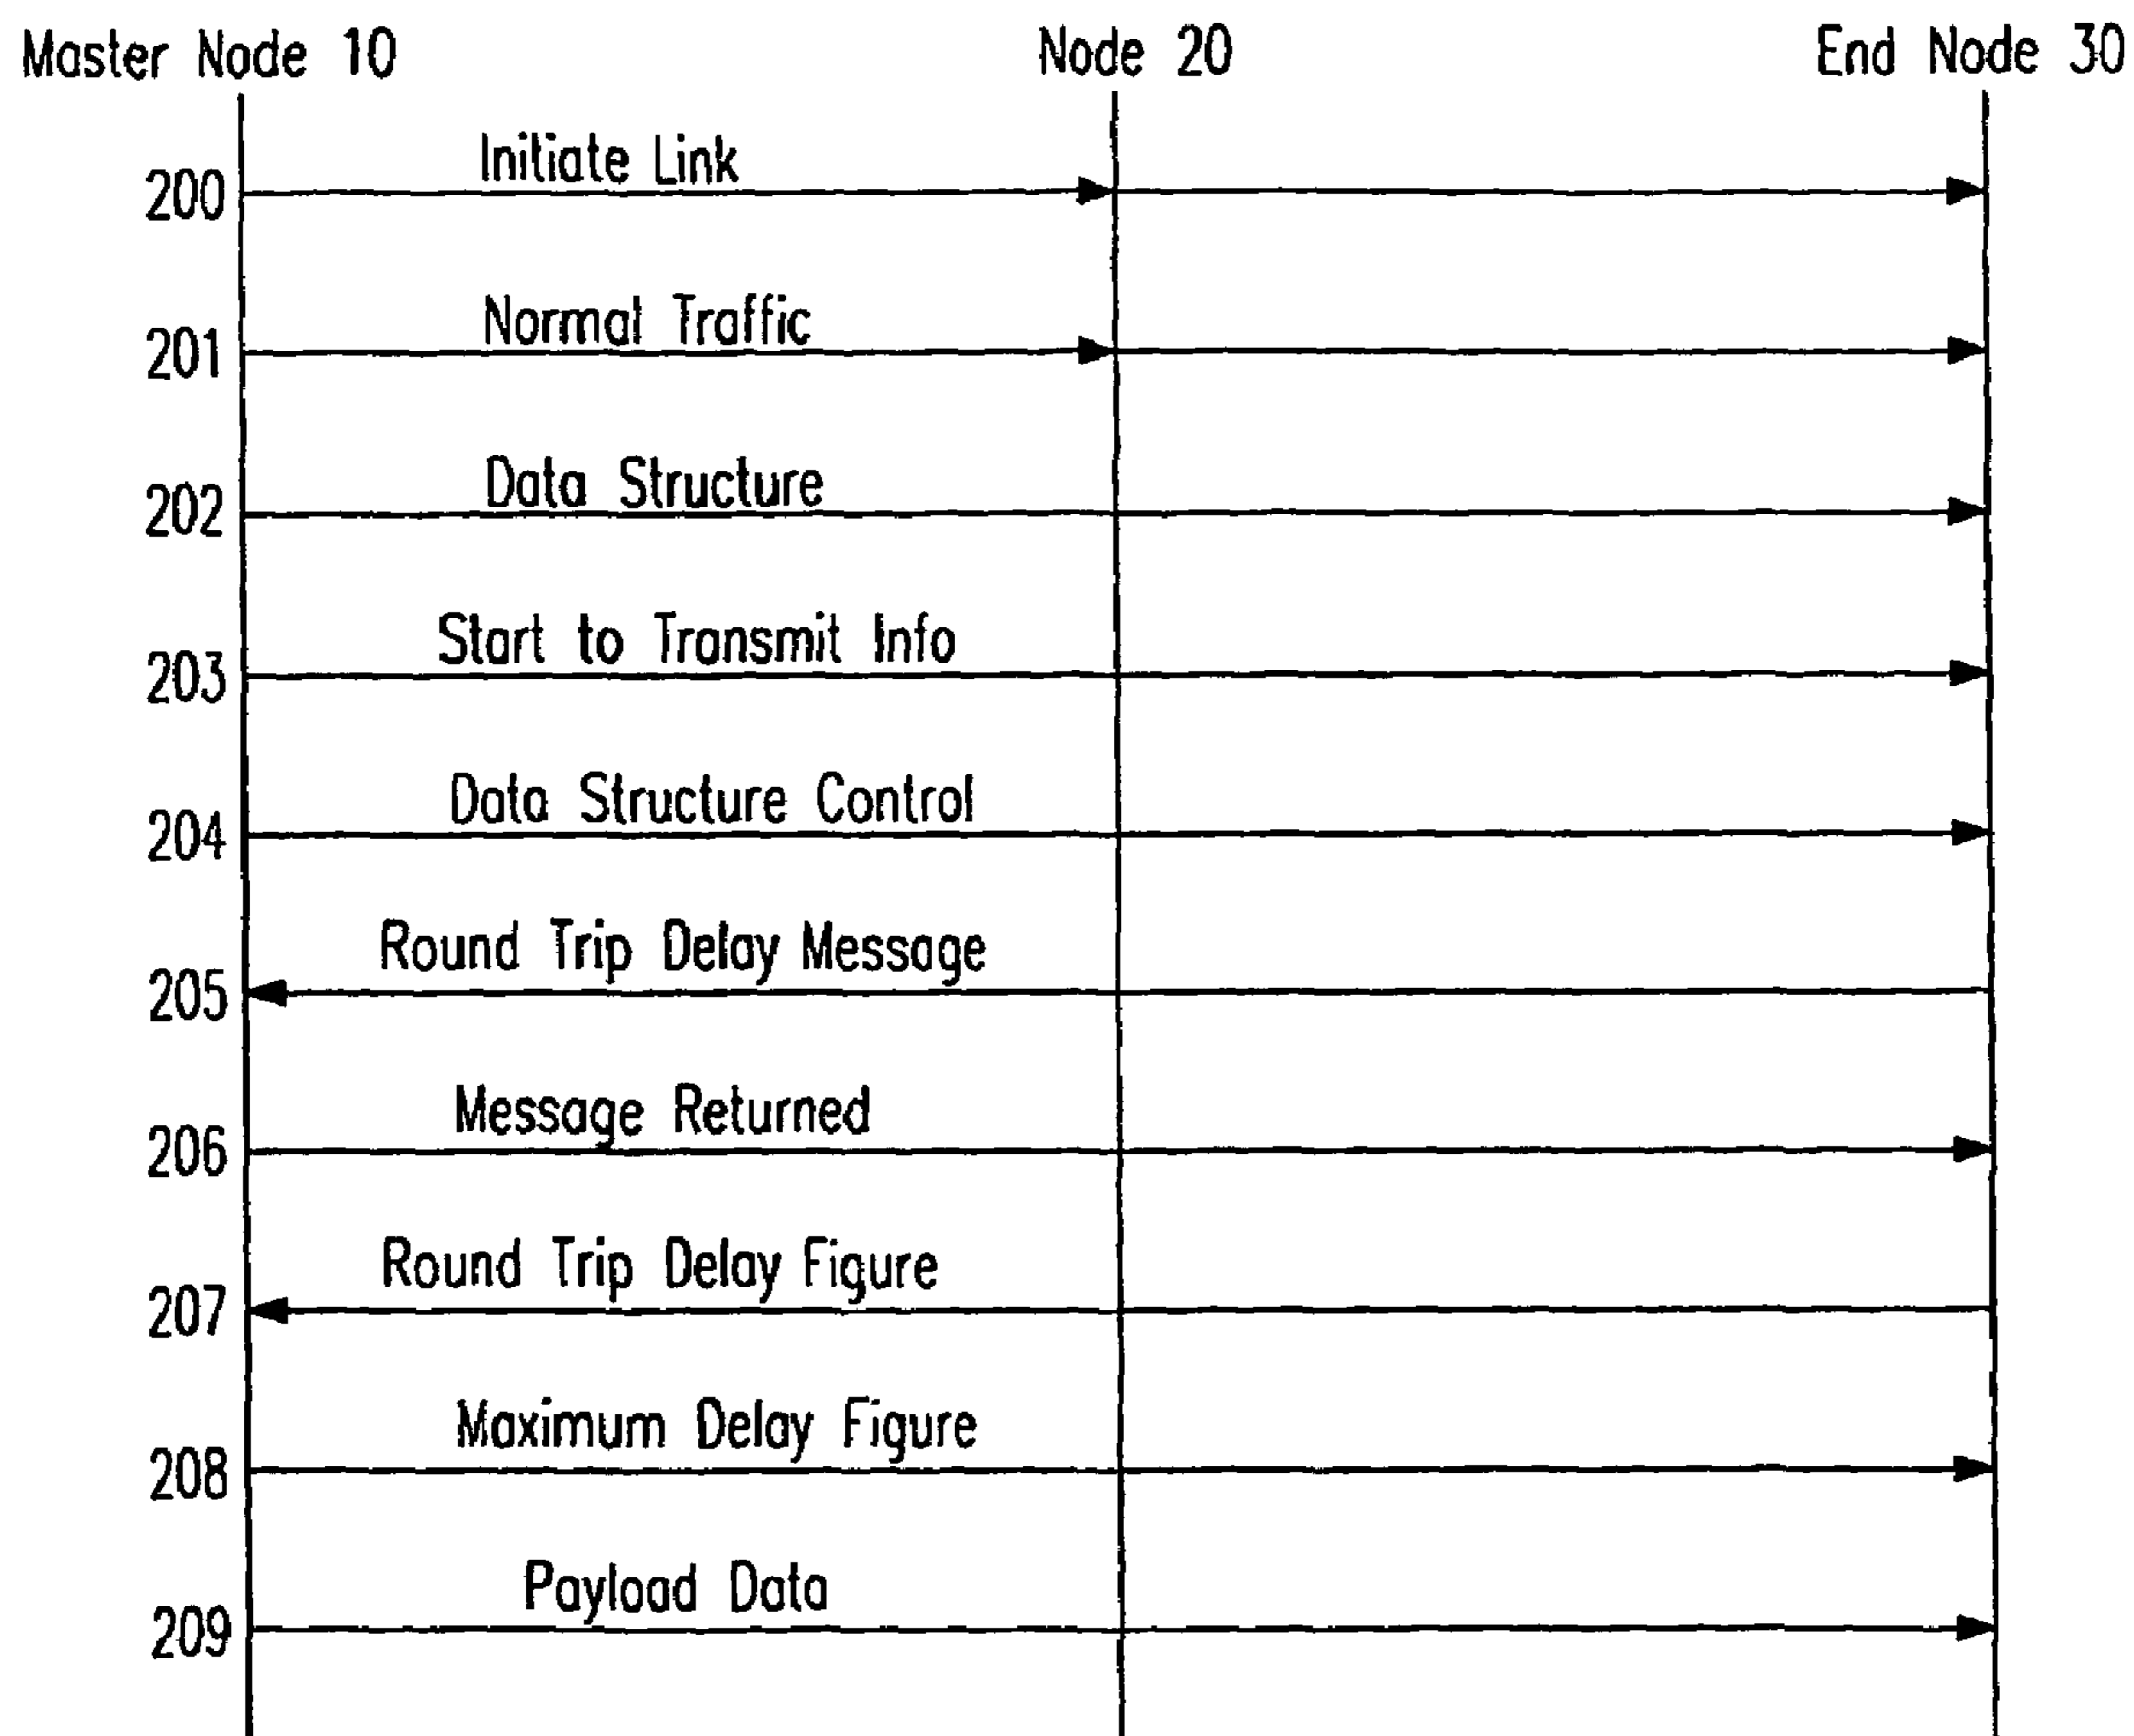 Master Node 10 Node 20 End Node 30
Initiate Link
200
Normal Traffic
201
Data Structure
202
Start to Transmit Info
203
Data Structure Control
204
Round Trip Delay Message
205
Message Returned
206
Round Trip Delay Figure
207
Maximum Delay Figure
208
Payload Data
209